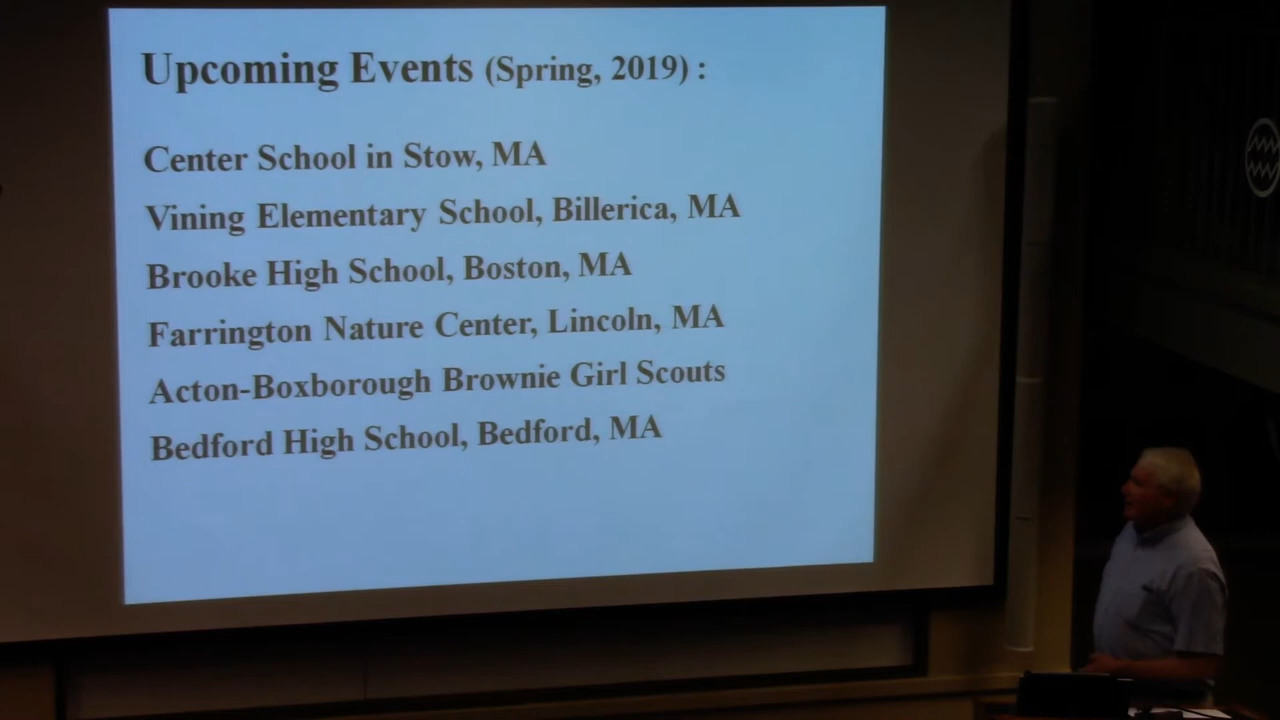 Upcoming Events (Spring, 2019) :
Center School in Stow, MA
Vining Elementary School, Billerica, MA
Brooke High School, Boston, MA
Farrington Nature Center, Lincoln, MA
Acton-Boxborough Brownie Girl Scouts
Bedford High School, Bedford, MA